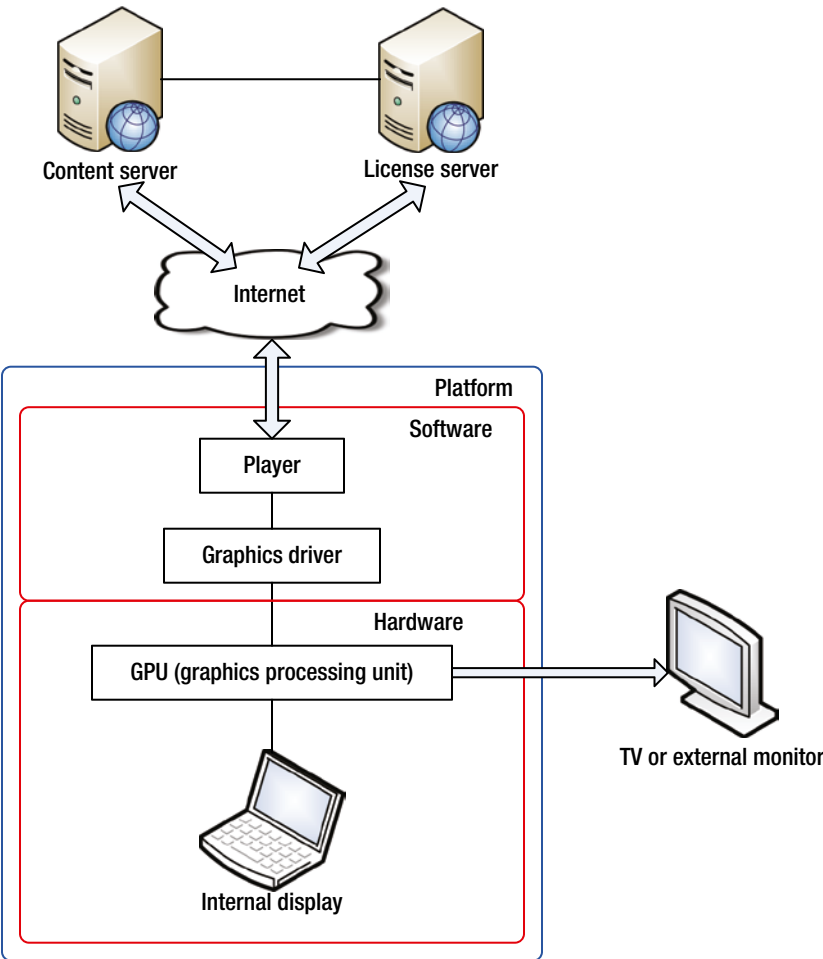 Content server
License server
Internet
Platform
Software
Player
Graphics driver
Hardware
GPU (graphics processing unit)
TV or external monitor
Internal display